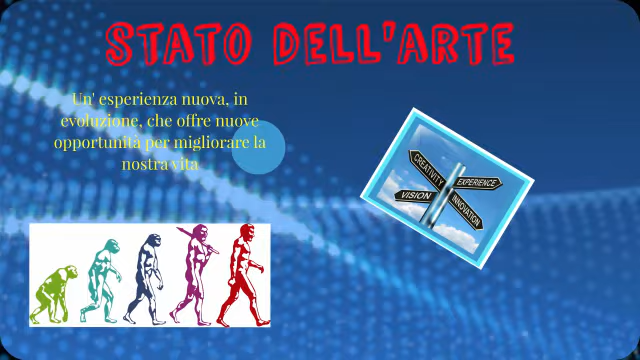 STATO DELL'ARTE
Un' esperienza nuova, in
evoluzione, che offre nuove
opportunità per migliorare la
nostra vita
CREATIVITY
EXPERIENCE
VISION
INNOVATION